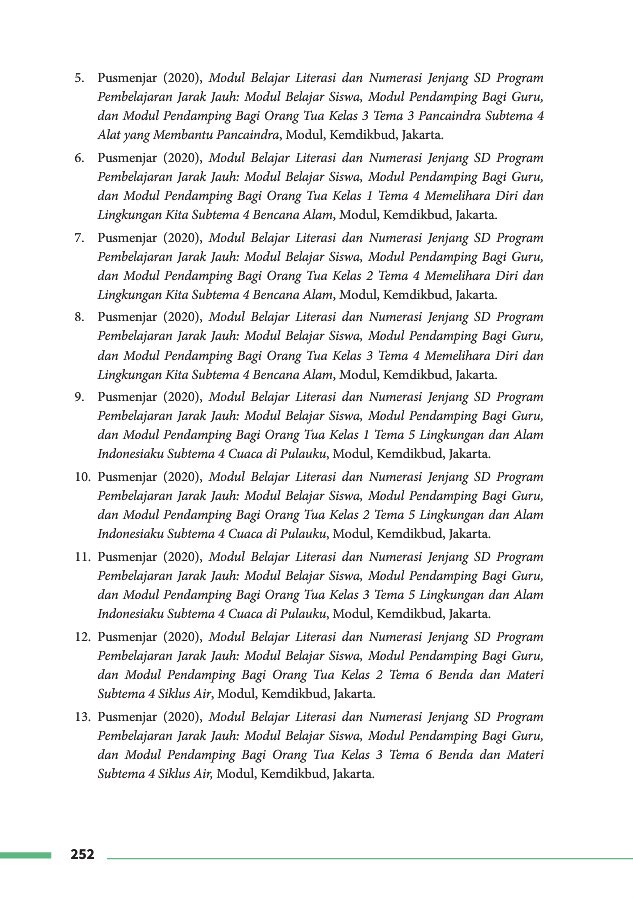 5. Pusmenjar (2020), Modul Belajar Literasi dan Numerasi Jenjang SD Program
Pembelajaran Jarak Jauh: Modul Belajar Siswa, Modul Pendamping Bagi Guru,
dan Modul Pendamping Bagi Orang Tua Kelas 3 Tema 3 Pancaindra Subtema 4
Alat yang Membantu Pancaindra, Modul, Kemdikbud, Jakarta.
6. Pusmenjar (2020), Modul Belajar Literasi dan Numerasi Jenjang SD Program
Pembelajaran Jarak Jauh: Modul Belajar Siswa, Modul Pendamping Bagi Guru,
dan Modul Pendamping Bagi Orang Tua Kelas 1 Tema 4 Memelihara Diri dan
Lingkungan Kita Subtema 4 Bencana Alam, Modul, Kemdikbud, Jakarta.
7. Pusmenjar (2020), Modul Belajar Literasi dan Numerasi Jenjang SD Program
Pembelajaran Jarak Jauh: Modul Belajar Siswa, Modul Pendamping Bagi Guru,
dan Modul Pendamping Bagi Orang Tua Kelas 2 Tema 4 Memelihara Diri dan
Lingkungan Kita Subtema 4 Bencana Alam, Modul, Kemdikbud, Jakarta.
8. Pusmenjar (2020), Modul Belajar Literasi dan Numerasi Jenjang SD Program
Pembelajaran Jarak Jauh: Modul Belajar Siswa, Modul Pendamping Bagi Guru,
dan Modul Pendamping Bagi Orang Tua Kelas 3 Tema 4 Memelihara Diri dan
Lingkungan Kita Subtema 4 Bencana Alam, Modul, Kemdikbud, Jakarta.
9. Pusmenjar (2020), Modul Belajar Literasi dan Numerasi Jenjang SD Program
Pembelajaran Jarak Jauh: Modul Belajar Siswa, Modul Pendamping Bagi Guru,
dan Modul Pendamping Bagi Orang Tua Kelas 1 Tema 5 Lingkungan dan Alam
Indonesiaku Subtema 4 Cuaca di Pulauku, Modul, Kemdikbud, Jakarta.
10. Pusmenjar (2020), Modul Belajar Literasi dan Numerasi Jenjang SD Program
Pembelajaran Jarak Jauh: Modul Belajar Siswa, Modul Pendamping Bagi Guru,
dan Modul Pendamping Bagi Orang Tua Kelas 2 Tema 5 Lingkungan dan Alam
Indonesiaku Subtema 4 Cuaca di Pulauku, Modul, Kemdikbud, Jakarta.
11. Pusmenjar (2020), Modul Belajar Literasi dan Numerasi Jenjang SD Program
Pembelajaran Jarak Jauh: Modul Belajar Siswa, Modul Pendamping Bagi Guru,
dan Modul Pendamping Bagi Orang Tua Kelas 3 Tema 5 Lingkungan dan Alam
Indonesiaku Subtema 4 Cuaca di Pulauku, Modul, Kemdikbud, Jakarta.
12. Pusmenjar (2020), Modul Belajar Literasi dan Numerasi Jenjang SD Program
Pembelajaran Jarak Jauh: Modul Belajar Siswa, Modul Pendamping Bagi Guru,
dan Modul Pendamping Bagi Orang Tua Kelas 2 Tema 6 Benda dan Materi
Subtema 4 Siklus Air, Modul, Kemdikbud, Jakarta.
13. Pusmenjar (2020), Modul Belajar Literasi dan Numerasi Jenjang SD Program
Pembelajaran Jarak Jauh: Modul Belajar Siswa, Modul Pendamping Bagi Guru,
dan Modul Pendamping Bagi Orang Tua Kelas 3 Tema 6 Benda dan Materi
Subtema 4 Siklus Air, Modul, Kemdikbud, Jakarta.
252